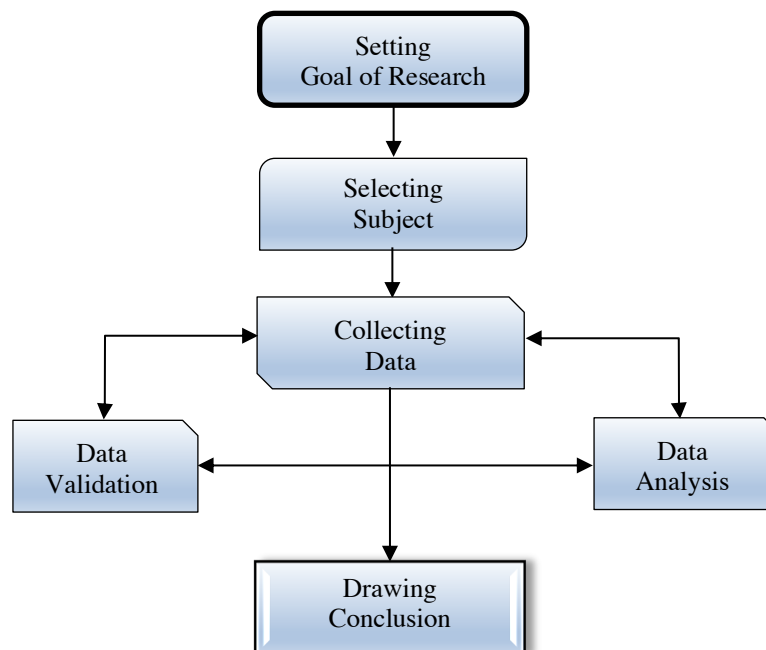 Setting
Goal of Research
Selecting
Subject
Collecting
Data
Data
Validation
Data
Analysis
Drawing
Conclusion